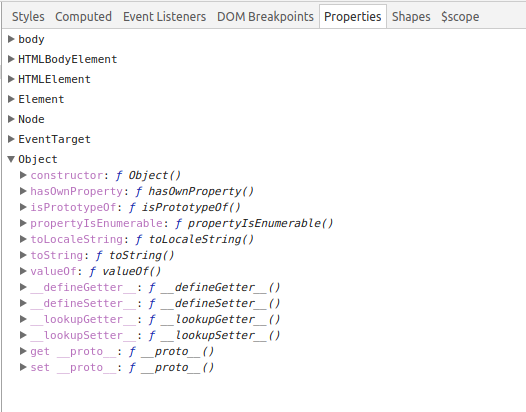 Styles Computed Event Listeners DOM Breakpoints Properties Shapes $scope
body
HTMLBodyElement
HTMLElement
Element
Node
EventTarget
Object
constructor: ƒ Object()
hasOwnProperty: ƒ hasOwnProperty()
isPrototypeOf: ƒ isPrototypeOf()
propertyIsEnumerable: ƒ propertyIsEnumerable()
toLocaleString: ƒ toLocaleString()
toString: ƒ toString()
valueOf: ƒ valueOf()
__defineGetter__: ƒ __defineGetter__()
__defineSetter__: ƒ __defineSetter__()
__lookupGetter__: ƒ __lookupGetter__()
__lookupSetter__: ƒ __lookupSetter__()
get __proto__: ƒ __proto__()
set __proto__: ƒ __proto__()